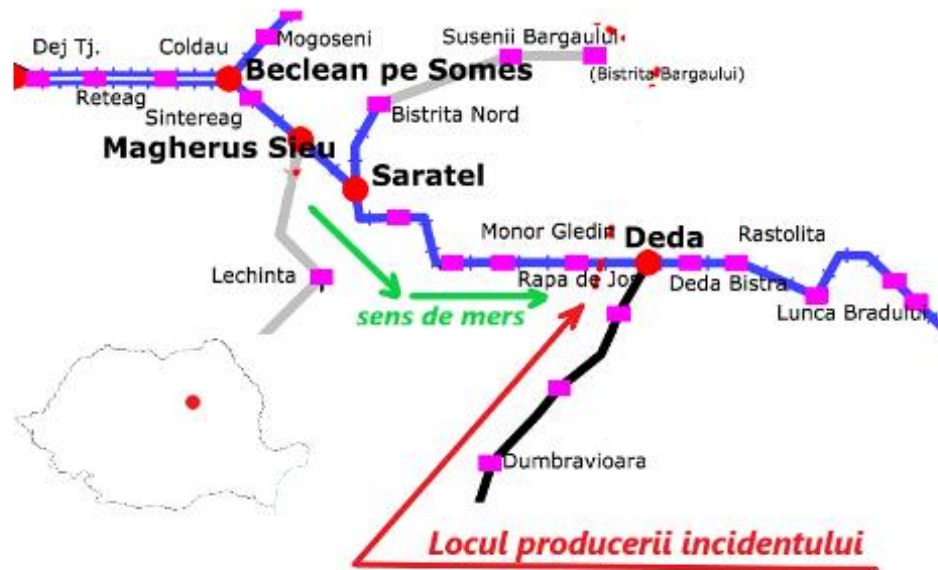 Mogoseni
Susenii Bargaului
Dej Tj.
Coldau
Beclean pe Somes
(Bistrita Bargaului)
Reteag
Sintereag
Bistrita Nord
Magherus Sieu
Saratel
Monor Gledin
Deda
Rastolita
Lechinta
Rapa de Jos
Deda Bistra
Lunca Bradului
sens de mers
Dumbravioara
Locul producerii incidentului